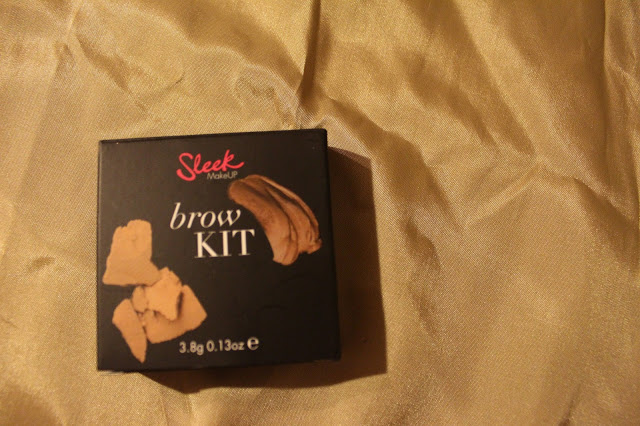 Sleek
MakeUP
brow
KIT
3.8g 0.13oz e